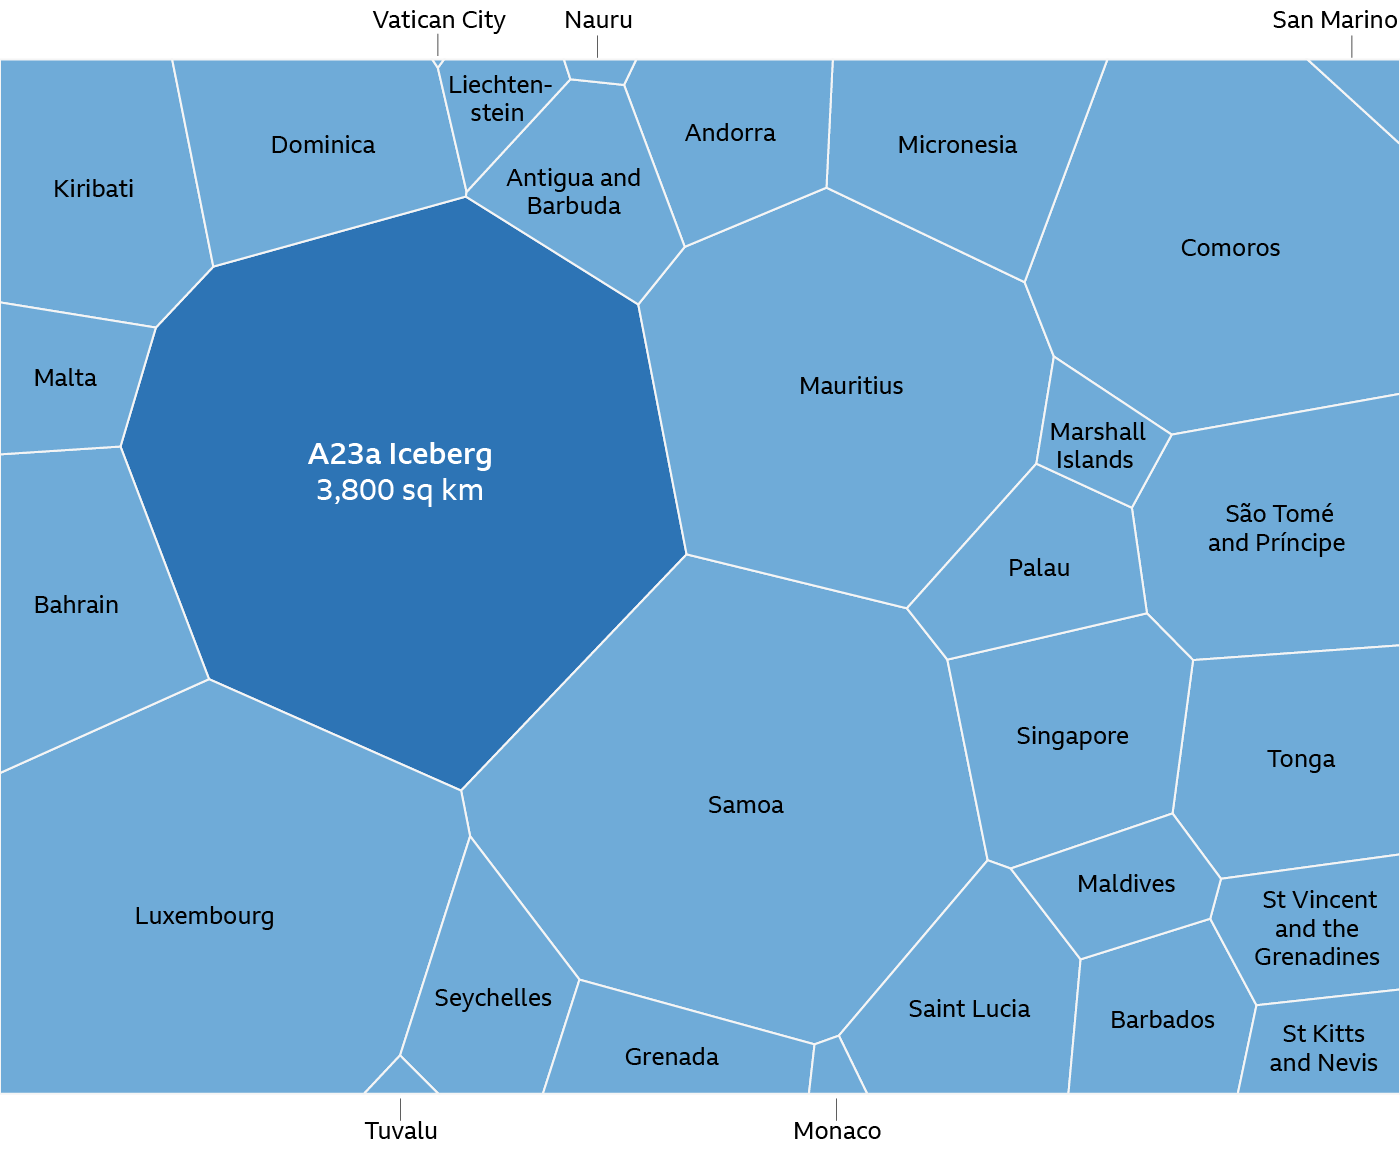 Vatican City
Nauru
San Marino
Kiribati
Dominica
Liechten-
stein
Antigua and
Barbuda
Andorra
Micronesia
Comoros
Malta
A23a Iceberg
3,800 sq km
Mauritius
Marshall
Islands
São Tomé
and Príncipe
Palau
Bahrain
Singapore
Tonga
Samoa
Luxembourg
Maldives
St Vincent
and the
Grenadines
Seychelles
Saint Lucia
Barbados
Grenada
St Kitts
and Nevis
Tuvalu
Monaco